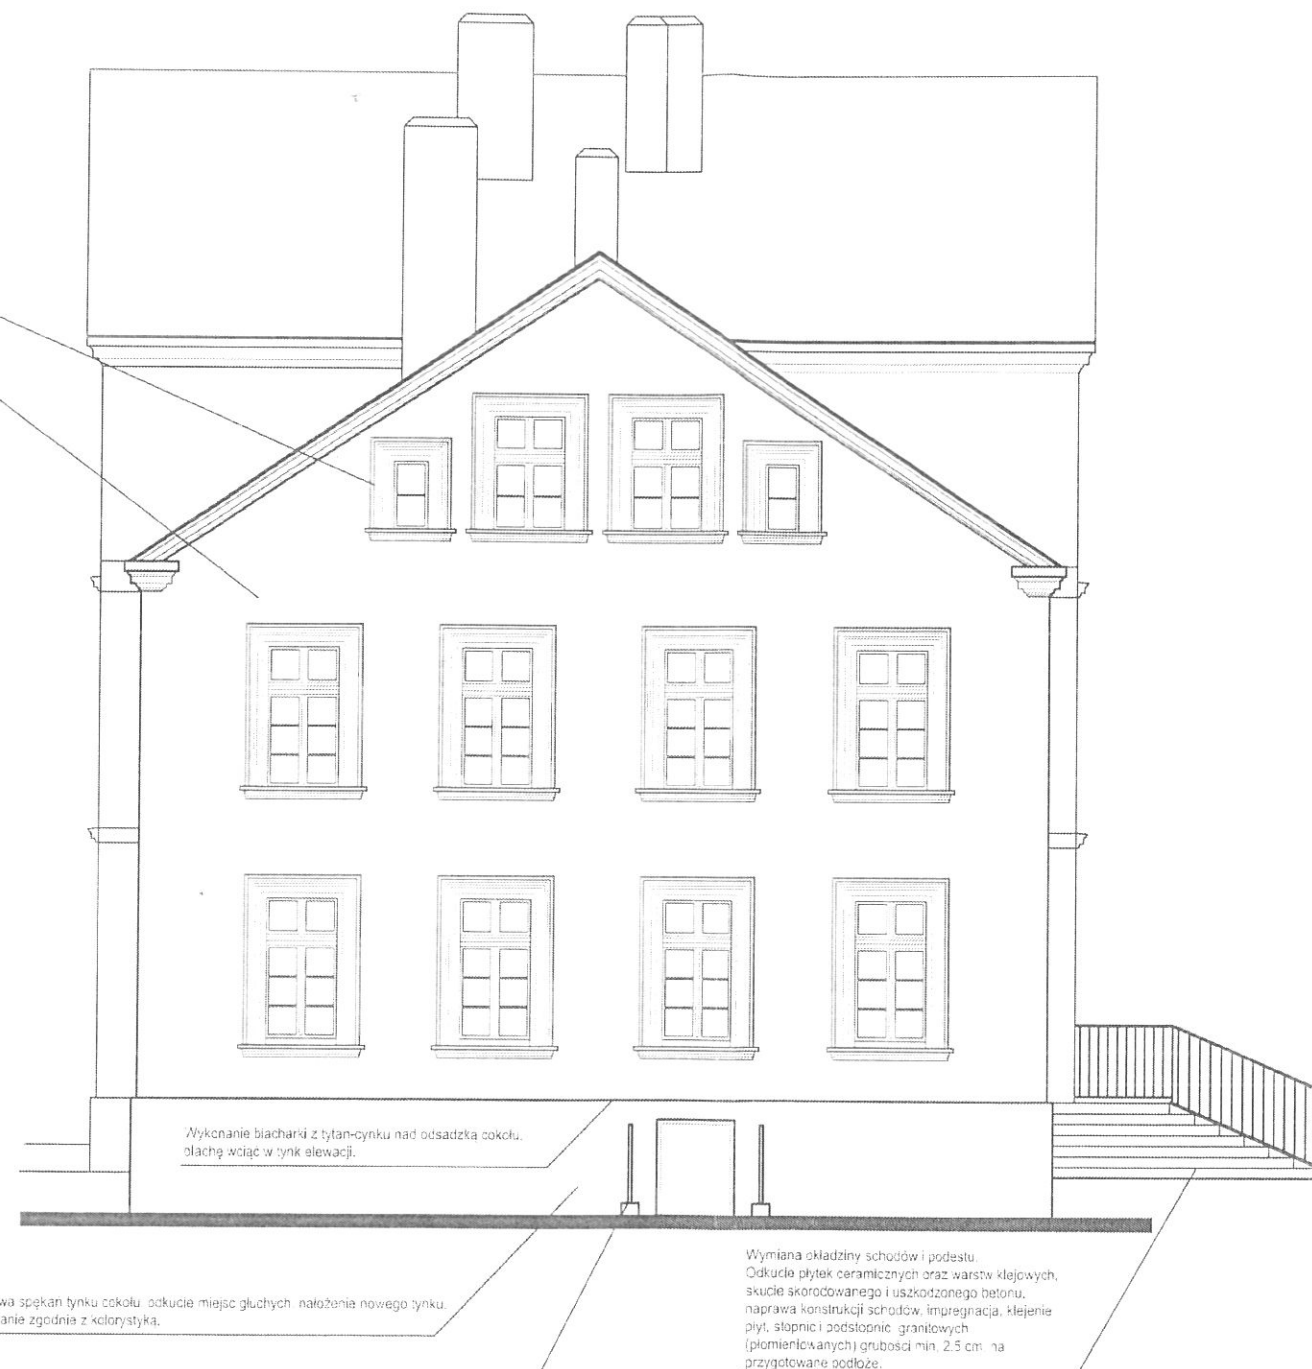 Wykonanie blacharki z tytan-cynku nad odsadzką cokołu,
blachę wciąć w tynk elewacji.
wa spękań tynku cokołu, odkucie miejsc głuchych, nałożenie nowego tynku,
anie zgodnie z kolorystyką.
Wymiana okładziny schodów i podestu.
Odkucie płytek ceramicznych oraz warstw klejowych,
skucie skorodowanego i uszkodzonego betonu,
naprawa konstrukcji schodów, impregnacja, klejenie
płyt, stopnic i podstopnic granitowych
(płomieniowanych) grubości min. 2.5 cm na
przygotowane podłoże.